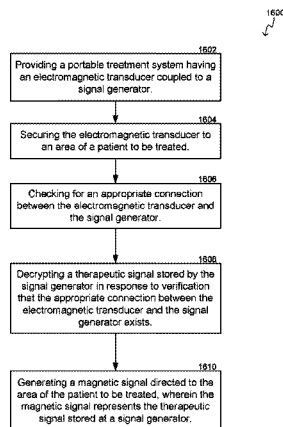 1600
1602
Providing a portable treatment system having
an electromagnetic transducer coupled to a
signal generator.
1604
Securing the electromagnetic transducer to
an area of a patient to be treated.
1606
Checking for an appropriate connection
between the electromagnetic transducer and
the signal generator.
1608
Decrypting a therapeutic signal stored by the
signal generator in response to verification
that the appropriate connection between the
electromagnetic transducer and the signal
generator exists.
1610
Generating a magnetic signal directed to the
area of the patient to be treated, wherein the
magnetic signal represents the therapeutic
signal stored at a signal generator.